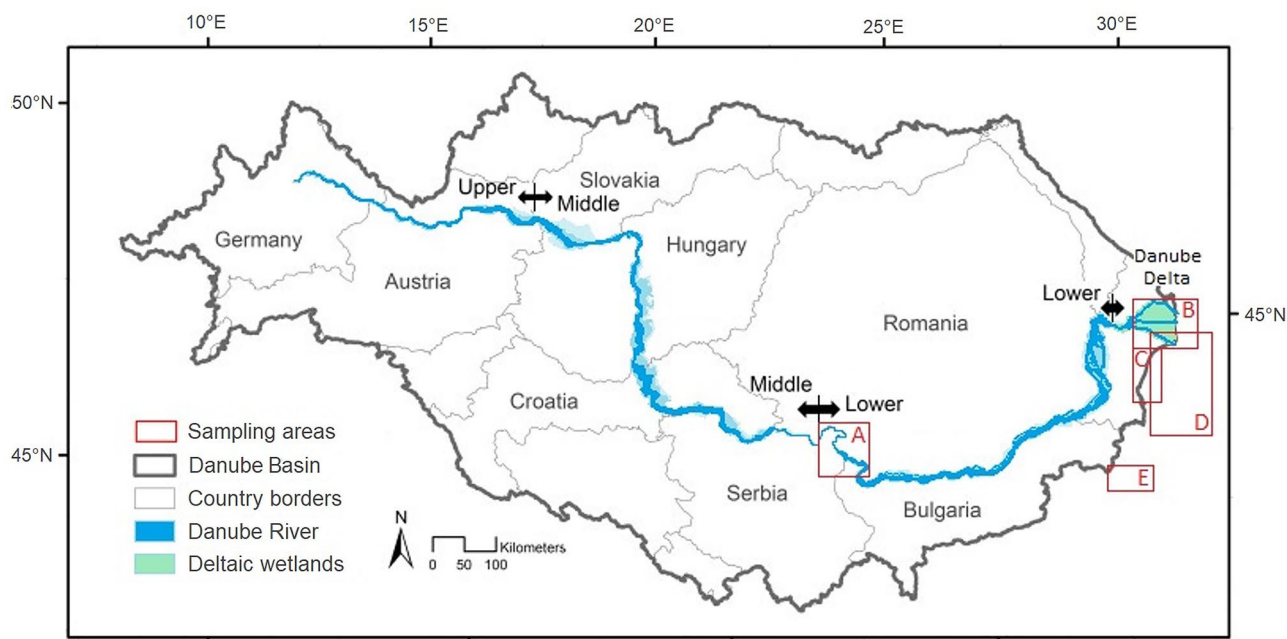 10°E 15°E 20°E 25°E 30°E
50°N
Slovakia
Upper
Middle
Germany
Hungary
Austria
Danube
Delta
Lower
B
45°N
Romania
C
Middle
Lower
Croatia
D
A
Sampling areas
Danube Basin
45°N
E
Serbia
Country borders
Bulgaria
Danube River
N
Kilometers
0 50 100
Deltaic wetlands